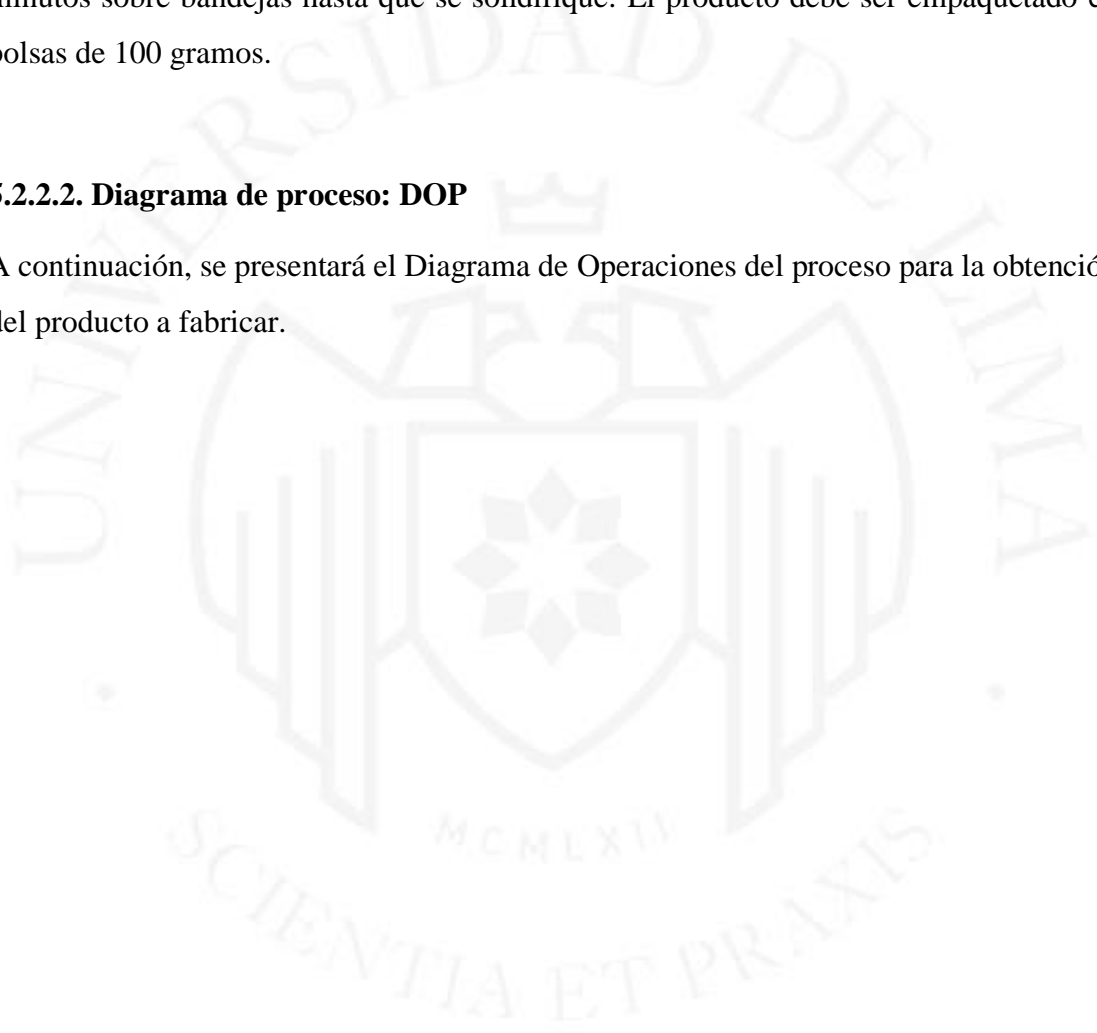 minutos sobre bandejas hasta que se solidifique. El producto debe ser empaquetado
bolsas de 100 gramos.
5.2.2.2. Diagrama de proceso: DOP
A continuación, se presentará el Diagrama de Operaciones del proceso para la obtenció
del producto a fabricar.
UNIVERSIDAD DE LIMA
MCMLXII
SCIENTIA ET PRAXIS